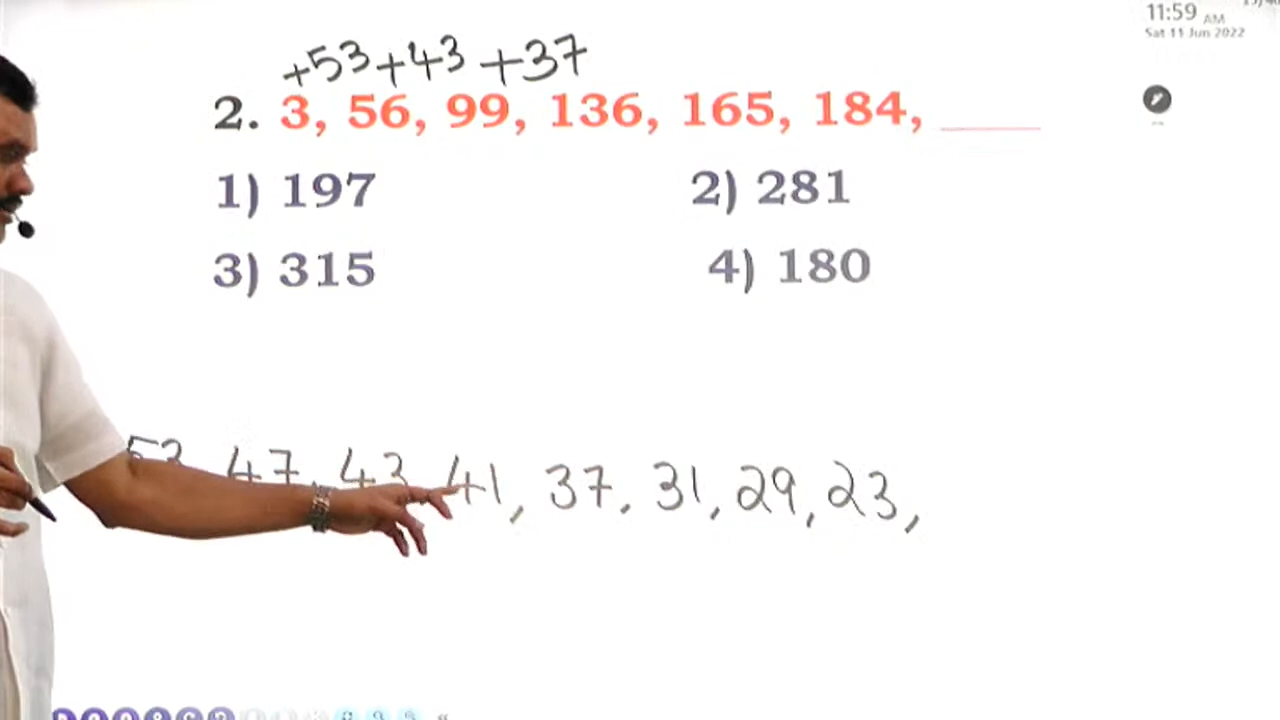 11:59 AM
Sat 11 Jun 2022
+53 +43 +37
2. 3, 56, 99, 136, 165, 184, ____
1) 197 2) 281
3) 315 4) 180
53 47 43 41, 37, 31, 29, 23,